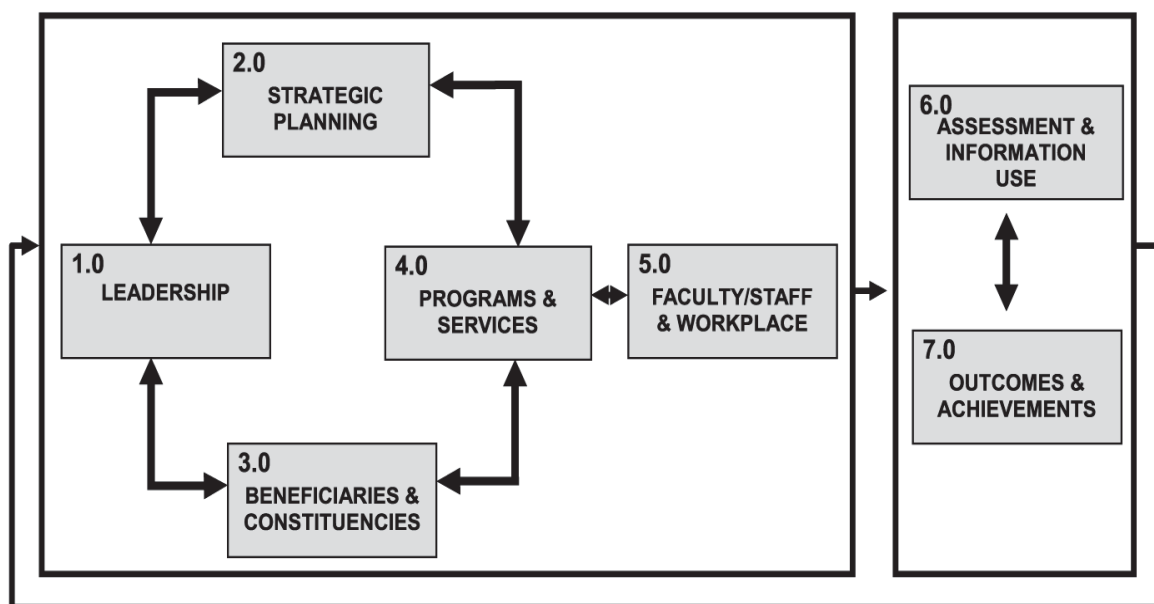 2.0
STRATEGIC
PLANNING
1.0
LEADERSHIP
4.0
PROGRAMS &
SERVICES
5.0
FACULTY/STAFF
& WORKPLACE
3.0
BENEFICIARIES &
CONSTITUENCIES
6.0
ASSESSMENT &
INFORMATION
USE
7.0
OUTCOMES &
ACHIEVEMENTS